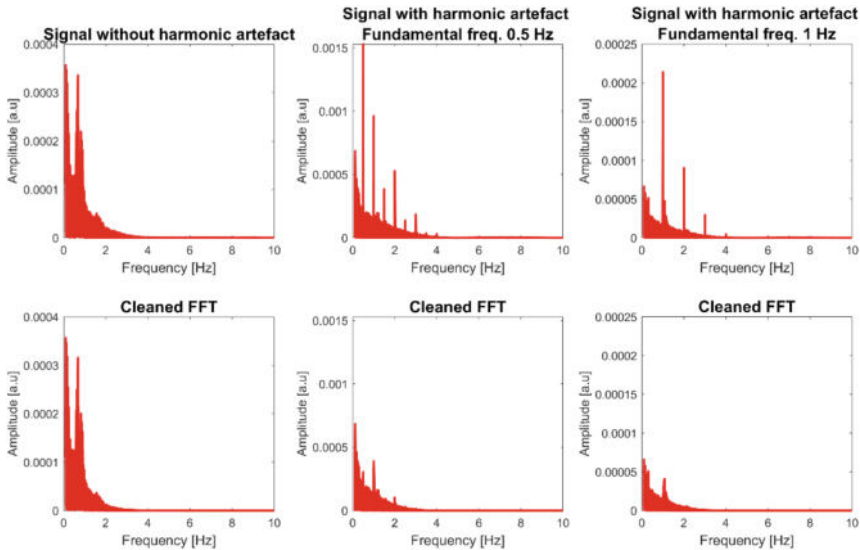 Signal without harmonic artefact
0.0004
0.0003
0.0002
0.0001
0
Amplitude [a.u]
0 2 4 6 8 10
Frequency [Hz]
Signal with harmonic artefact
Fundamental freq. 0.5 Hz
0.0015
0.001
0.0005
0
Amplitude [a.u]
0 2 4 6 8 10
Frequency [Hz]
Signal with harmonic artefact
Fundamental freq. 1 Hz
0.00025
0.0002
0.00015
0.0001
0.00005
0
Amplitude [a.u]
0 2 4 6 8 10
Frequency [Hz]
Cleaned FFT
0.0004
0.0003
0.0002
0.0001
0
Amplitude [a.u]
0 2 4 6 8 10
Frequency [Hz]
Cleaned FFT
0.0015
0.001
0.0005
0
Amplitude [a.u]
0 2 4 6 8 10
Frequency [Hz]
Cleaned FFT
0.00025
0.0002
0.00015
0.0001
0.00005
0
Amplitude [a.u]
0 2 4 6 8 10
Frequency [Hz]